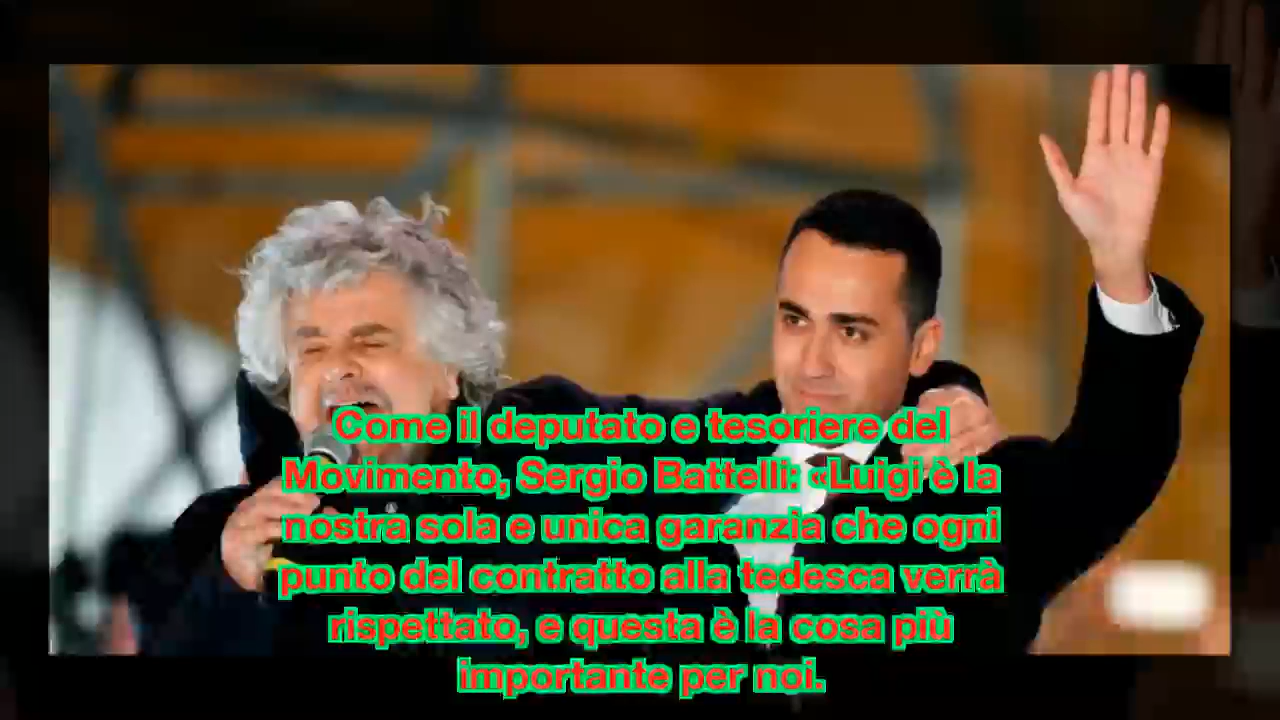 Come il deputato e tesoriere del
Movimento, Sergio Battelli: «Luigi è la
nostra sola e unica garanzia che ogni
punto del contratto alla tedesca verrà
rispettato, e questa è la cosa più
importante per noi.